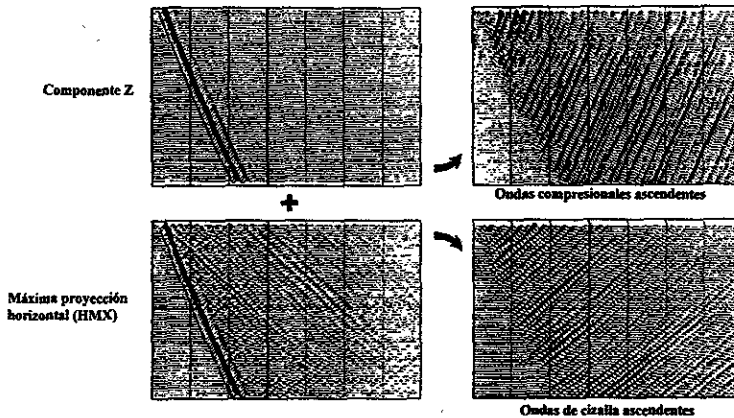 Componente Z
Ondas compresionales ascendentes
+
Máxima proyección
horizontal (HMX)
Ondas de cizalla ascendentes